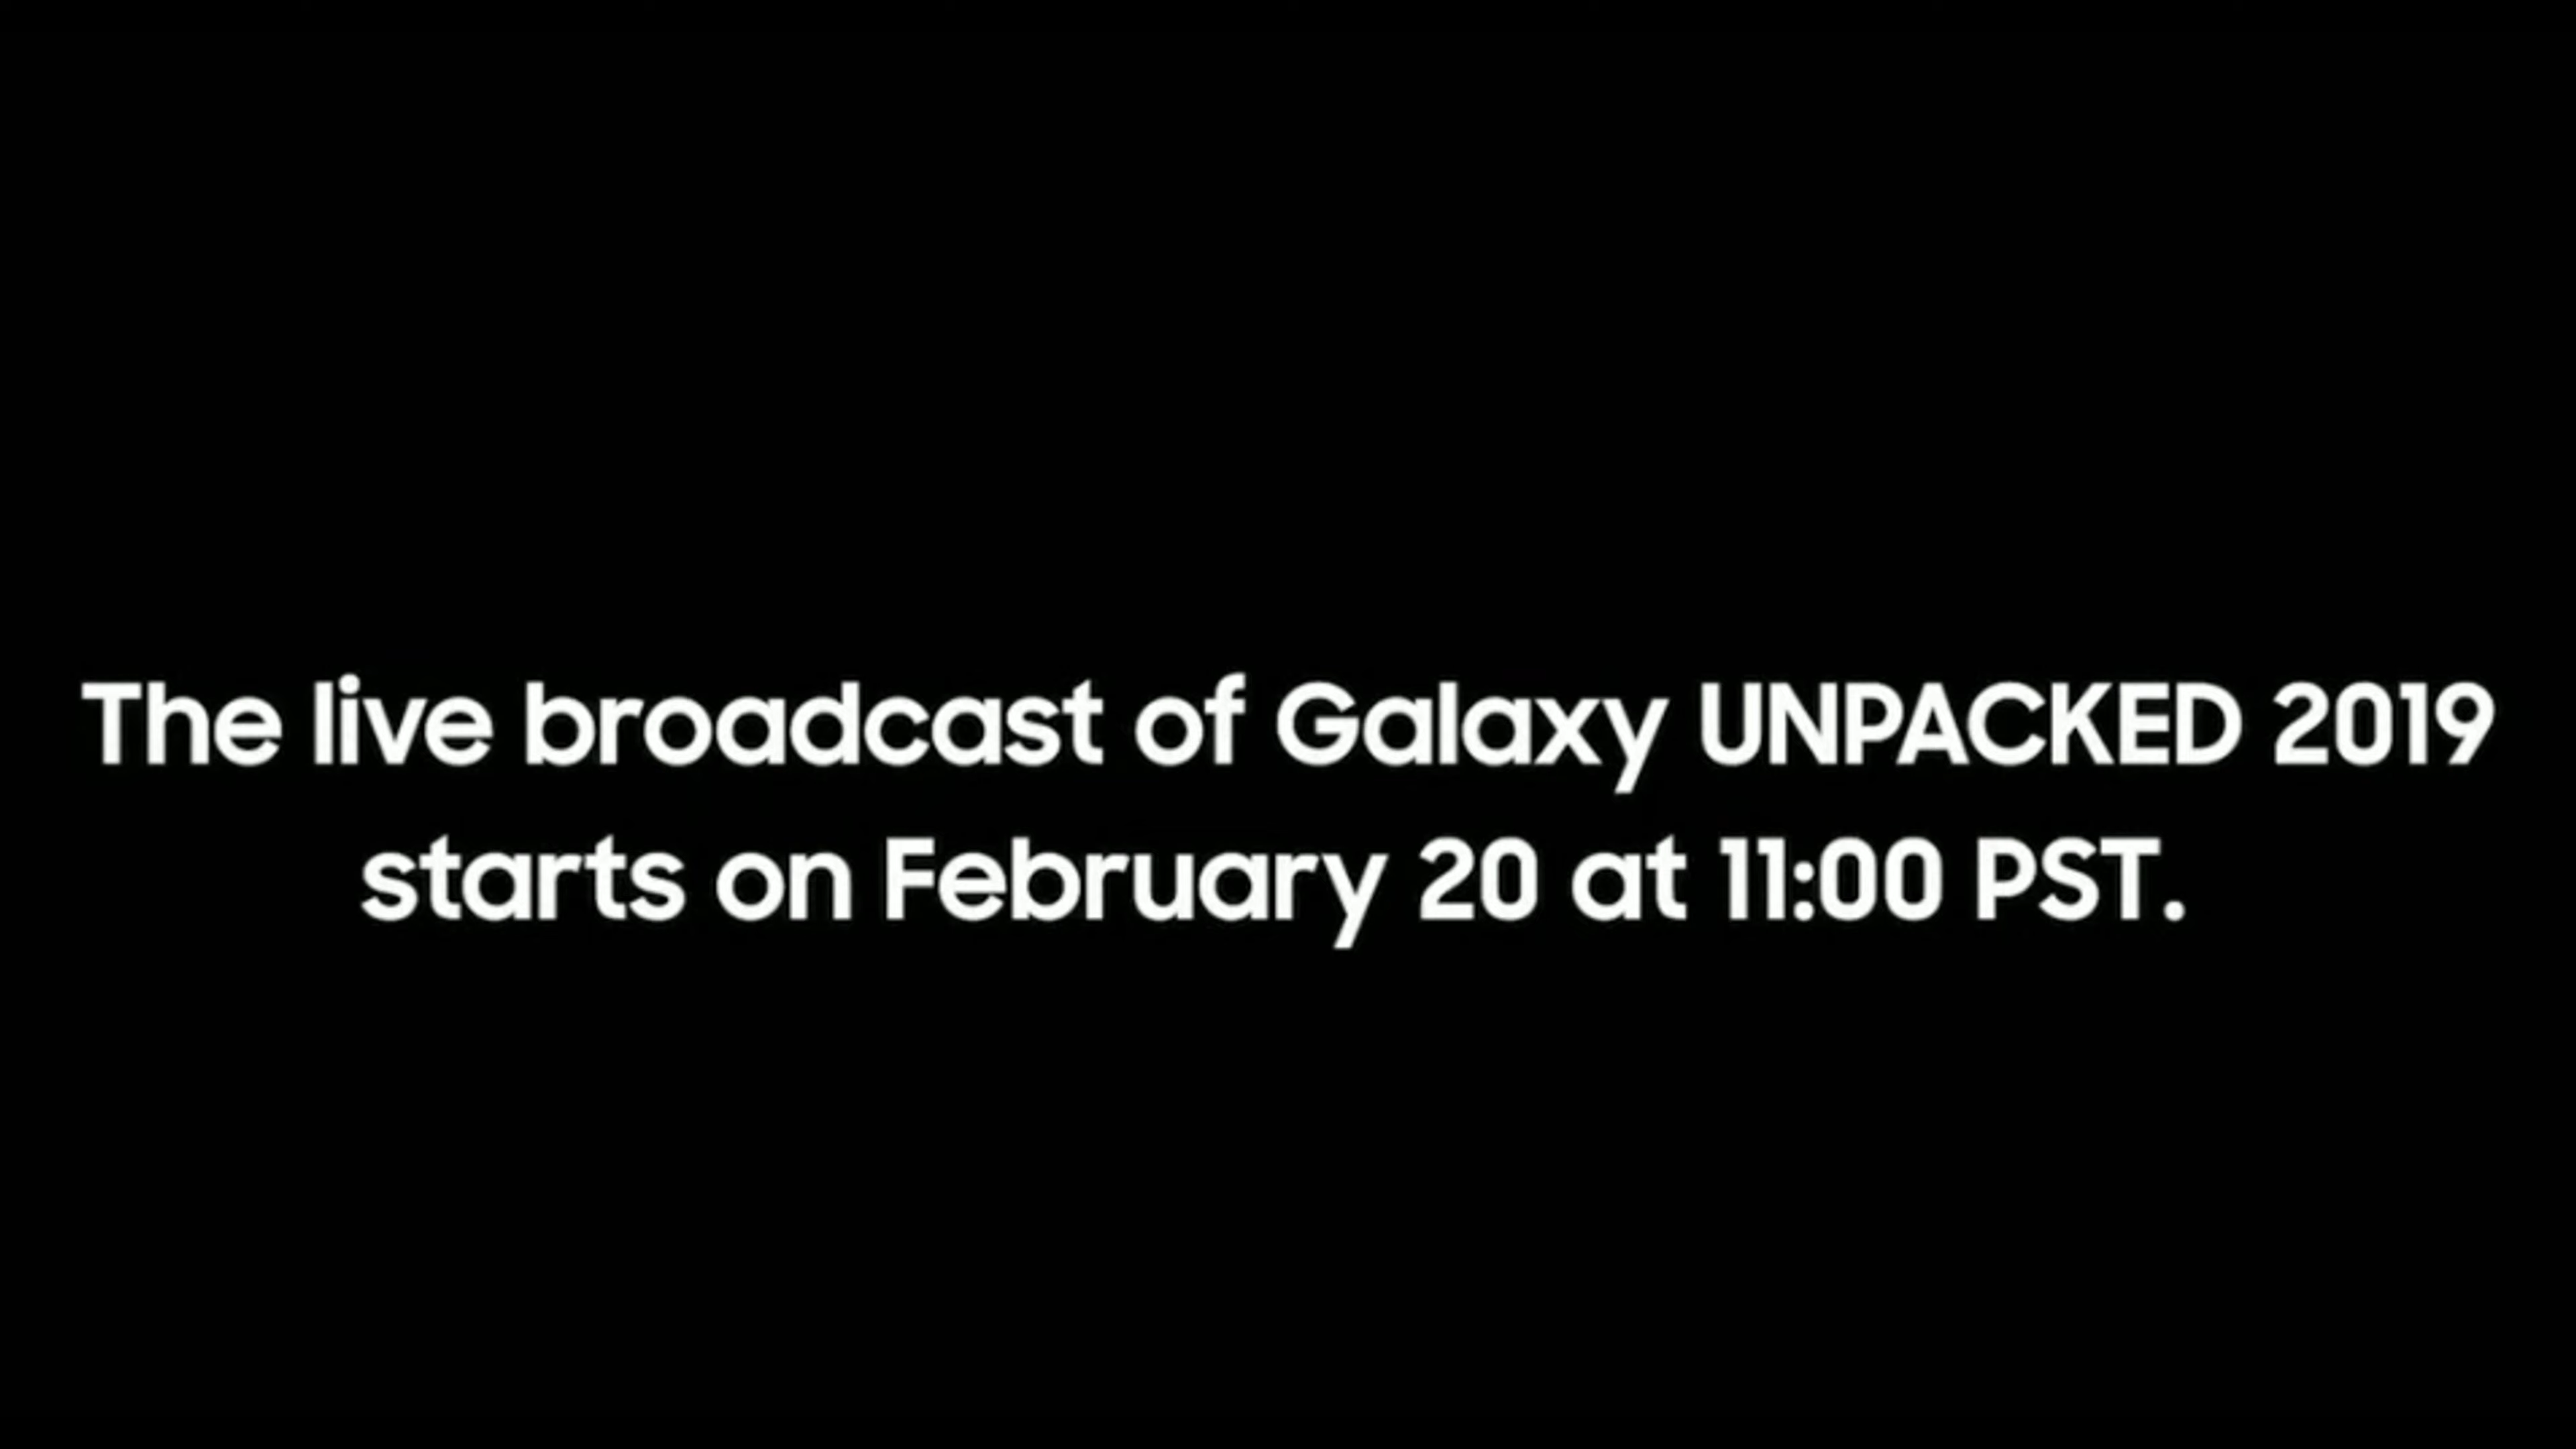 The live broadcast of Galaxy UNPACKED 2019
starts on February 20 at 11:00 PST.